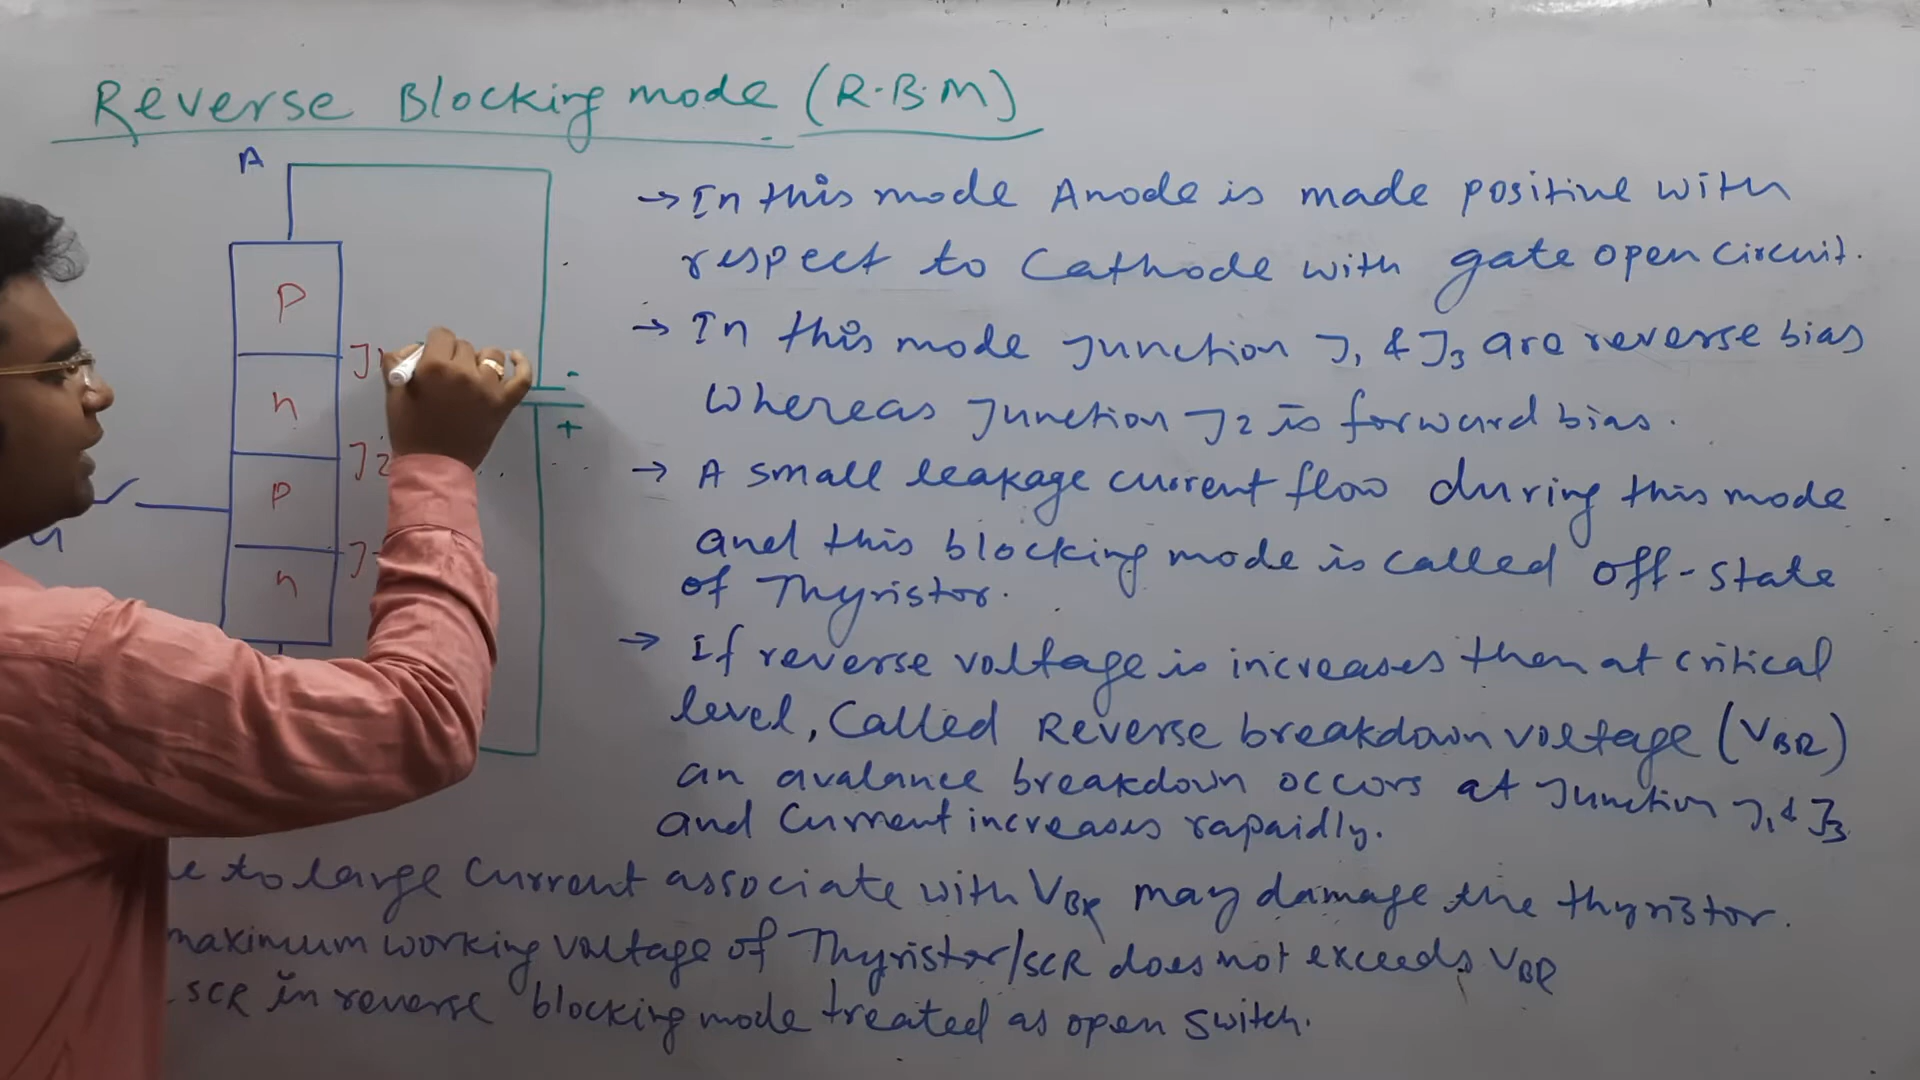 Reverse Blocking mode (R.B.M)
A
P
J1
n
J2
P
J
n
-
+
→ In this mode Anode is made positive with
respect to Cathode with gate open circuit.
→ In this mode Junction J1 & J3 are reverse bias
Whereas Junction J2 is forward bias.
→ A small leakage current flow during this mode
and this blocking mode is called off-state
of Thyristor.
→ If reverse voltage is increases then at critical
level, Called Reverse breakdown voltage (VBR)
an avalance breakdown occors at Junction J1 & J3
and Current increases rapaidly.
e to large Current associate with VBR may damage the thyristor.
maximum working voltage of Thyristor/SCR does not exceeds VBR
SCR in reverse blocking mode treated as open switch.